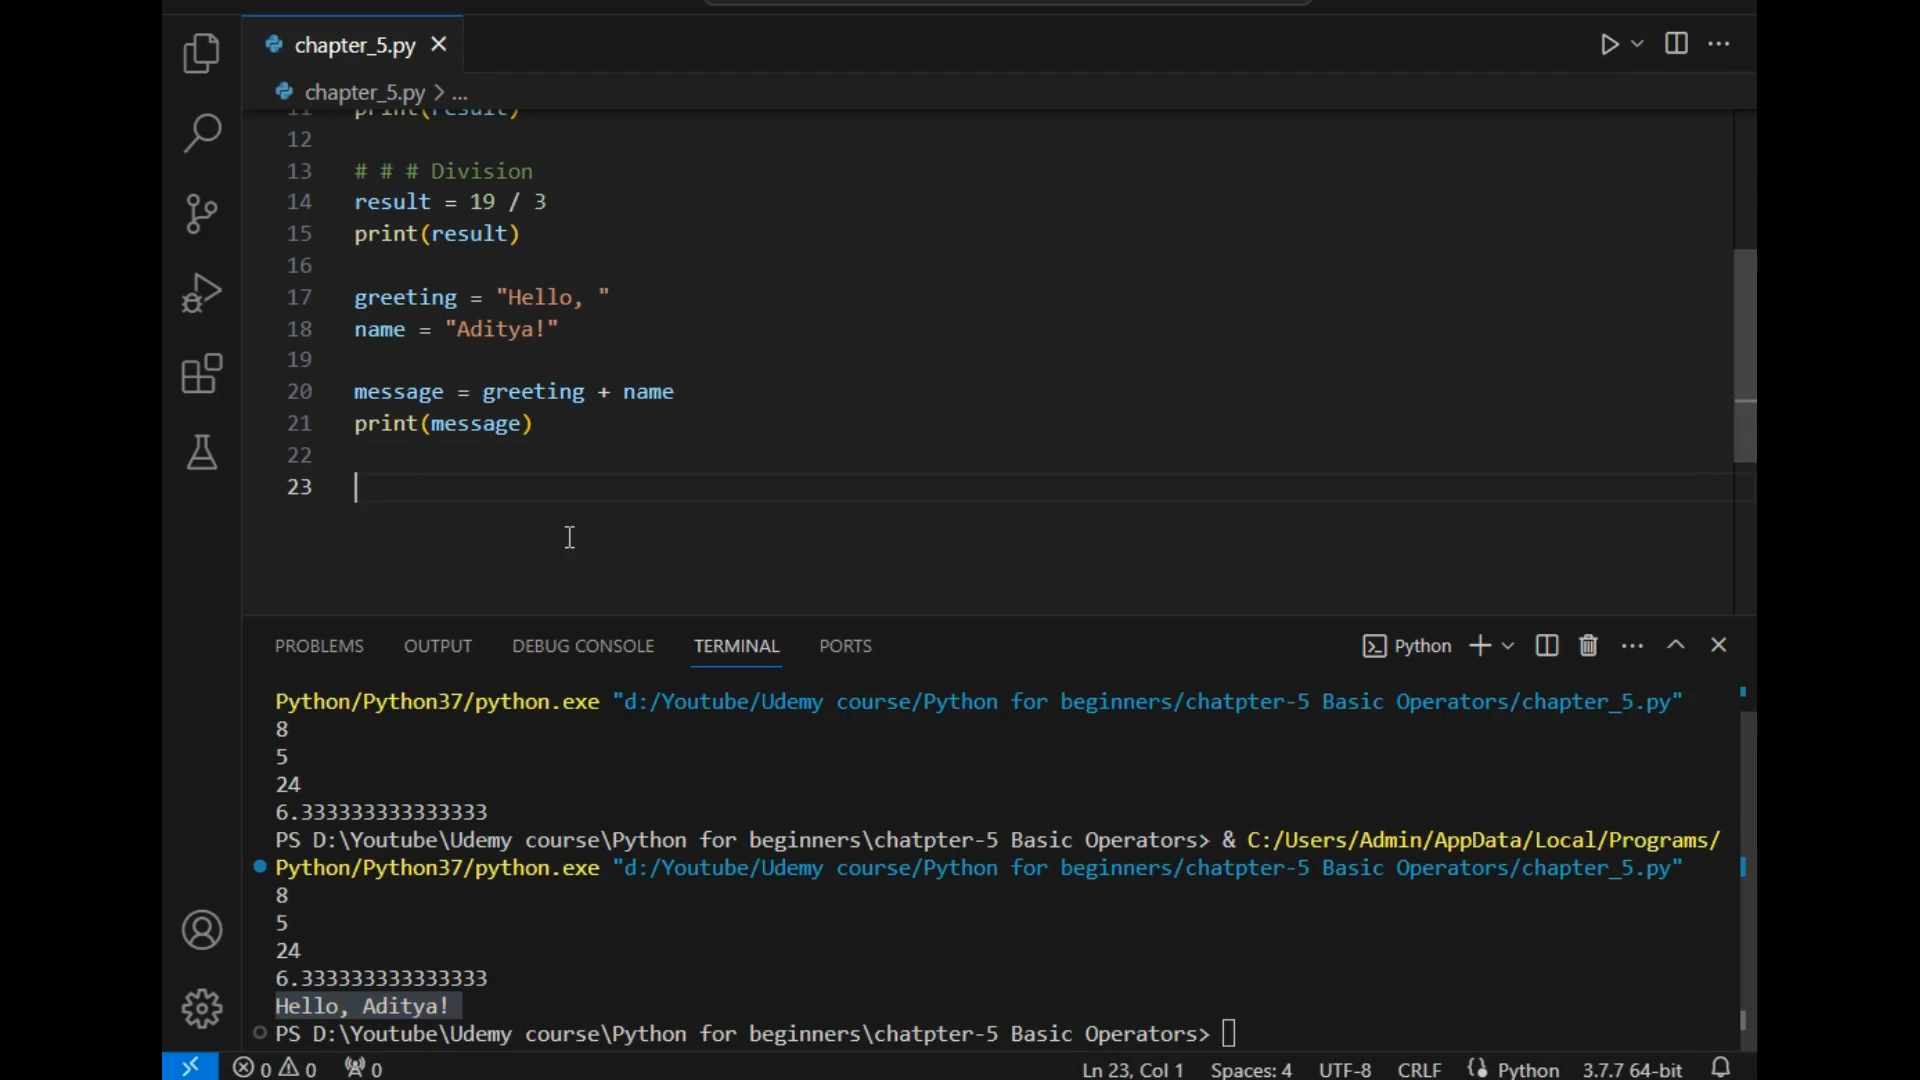 chapter_5.py
chapter_5.py > ...
11 print(result)
12
13 # # # Division
14 result = 19 / 3
15 print(result)
16
17 greeting = "Hello, "
18 name = "Aditya!"
19
20 message = greeting + name
21 print(message)
22
23
PROBLEMS OUTPUT DEBUG CONSOLE TERMINAL PORTS Python
Python/Python37/python.exe "d:/Youtube/Udemy course/Python for beginners/chatpter-5 Basic Operators/chapter_5.py"
8
5
24
6.333333333333333
PS D:\Youtube\Udemy course\Python for beginners\chatpter-5 Basic Operators> & C:/Users/Admin/AppData/Local/Programs/
Python/Python37/python.exe "d:/Youtube/Udemy course/Python for beginners/chatpter-5 Basic Operators/chapter_5.py"
8
5
24
6.333333333333333
Hello, Aditya!
PS D:\Youtube\Udemy course\Python for beginners\chatpter-5 Basic Operators>
0 0 0 Ln 23, Col 1 Spaces: 4 UTF-8 CRLF Python 3.7.7 64-bit